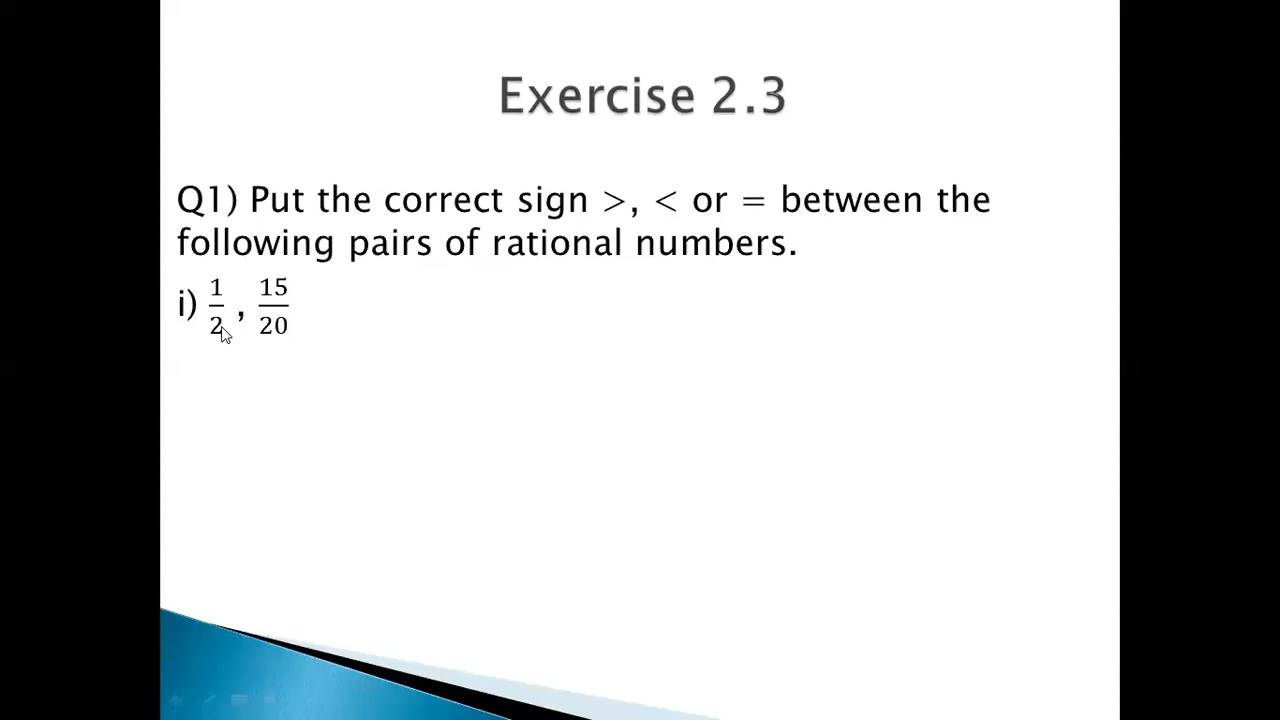 Exercise 2.3
Q1) Put the correct sign >, < or = between the
following pairs of rational numbers.
i) 1/2 , 15/20